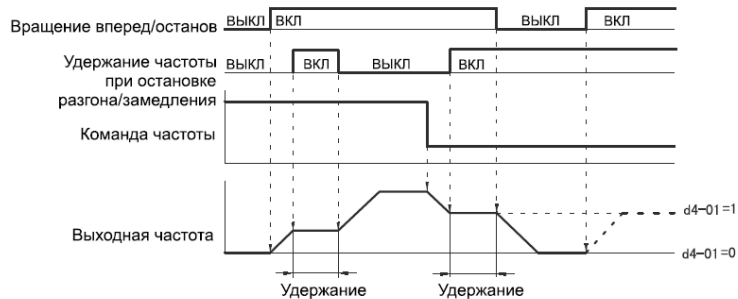 Вращение вперед/останов
ВЫКЛ
ВКЛ
ВЫКЛ
ВКЛ
Удержание частоты
при остановке
разгона/замедления
ВЫКЛ
ВКЛ
ВЫКЛ
ВКЛ
Команда частоты
Выходная частота
d4-01=1
d4-01=0
Удержание
Удержание